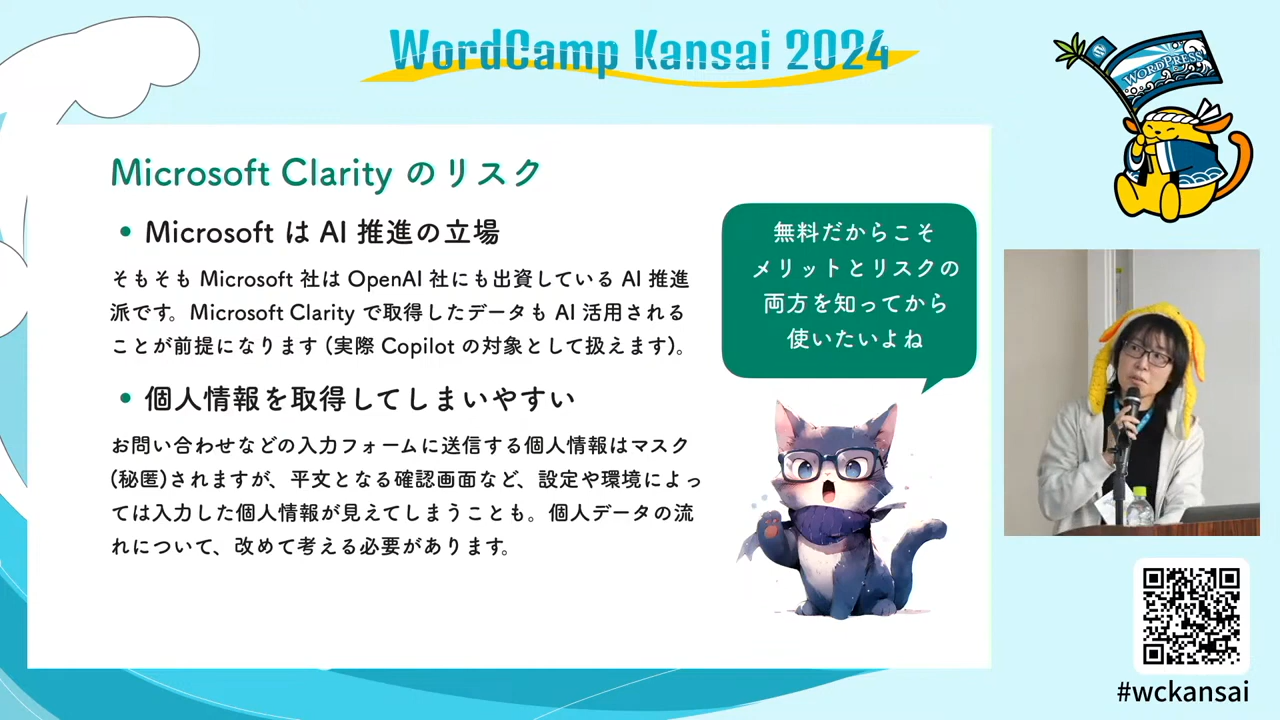 WordCamp Kansai 2024
WORDPRESS
Microsoft Clarity のリスク
• Microsoft は AI 推進の立場
そもそも Microsoft 社は OpenAI 社にも出資している AI 推進
派です。Microsoft Clarity で取得したデータも AI 活用される
ことが前提になります (実際 Copilot の対象として扱えます)。
• 個人情報を取得してしまいやすい
お問い合わせなどの入力フォームに送信する個人情報はマスク
(秘匿)されますが、平文となる確認画面など、設定や環境によっ
ては入力した個人情報が見えてしまうことも。個人データの流
れについて、改めて考える必要があります。
無料だからこそ
メリットとリスクの
両方を知ってから
使いたいよね
#wckansai